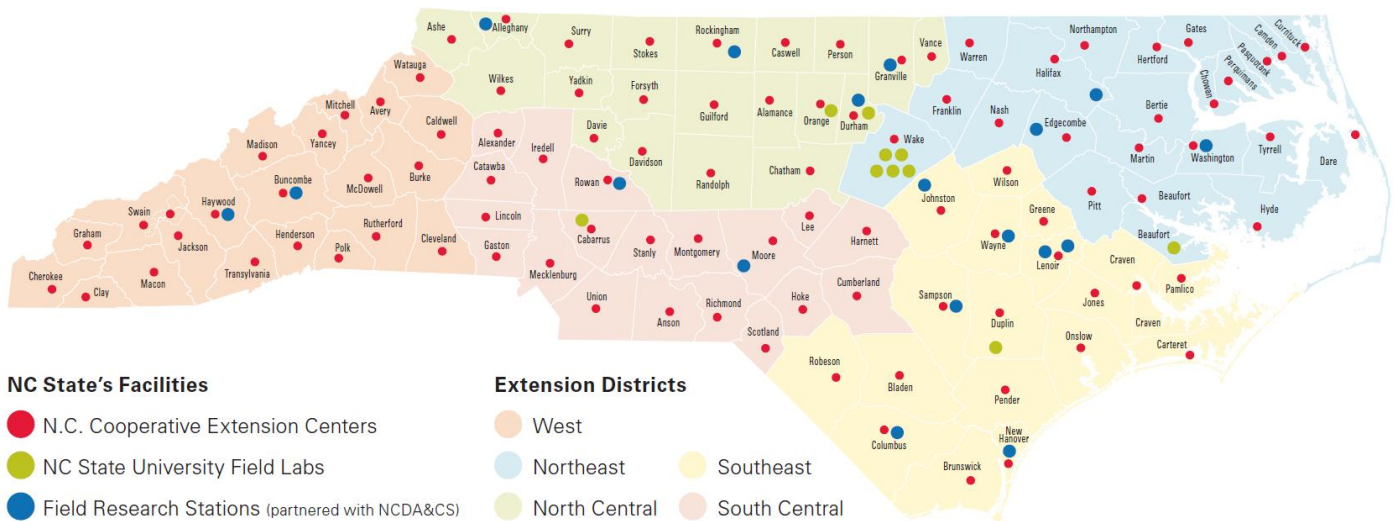 Ashe
Alleghany
Surry
Stokes
Rockingham
Caswell
Person
Granville
Vance
Warren
Northampton
Halifax
Hertford
Gates
Currituck
Camden
Pasquotank
Perquimans
Chowan
Watauga
Wilkes
Yadkin
Forsyth
Guilford
Alamance
Orange
Durham
Franklin
Nash
Edgecombe
Bertie
Mitchell
Avery
Caldwell
Alexander
Iredell
Davie
Davidson
Wake
Martin
Washington
Tyrrell
Dare
Madison
Yancey
Burke
Catawba
Rowan
Randolph
Chatham
Wilson
Johnston
Greene
Pitt
Beaufort
Hyde
Haywood
Buncombe
McDowell
Swain
Graham
Jackson
Henderson
Rutherford
Polk
Cleveland
Lincoln
Gaston
Cabarrus
Stanly
Montgomery
Moore
Lee
Harnett
Wayne
Lenoir
Craven
Beaufort
Pamlico
Cherokee
Clay
Macon
Transylvania
Mecklenburg
Union
Anson
Richmond
Hoke
Cumberland
Scotland
Sampson
Duplin
Jones
Craven
Onslow
Carteret
Robeson
Bladen
Pender
Columbus
New
Hanover
Brunswick
NC State's Facilities
N.C. Cooperative Extension Centers
NC State University Field Labs
Field Research Stations (partnered with NCDA&CS)
Extension Districts
West
Northeast
Southeast
North Central
South Central